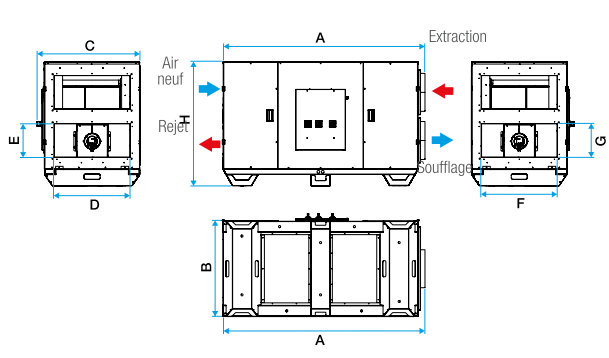 C
A
Extraction
Air
neuf
H
Rejet
E
G
Soufflage
D
F
B
A